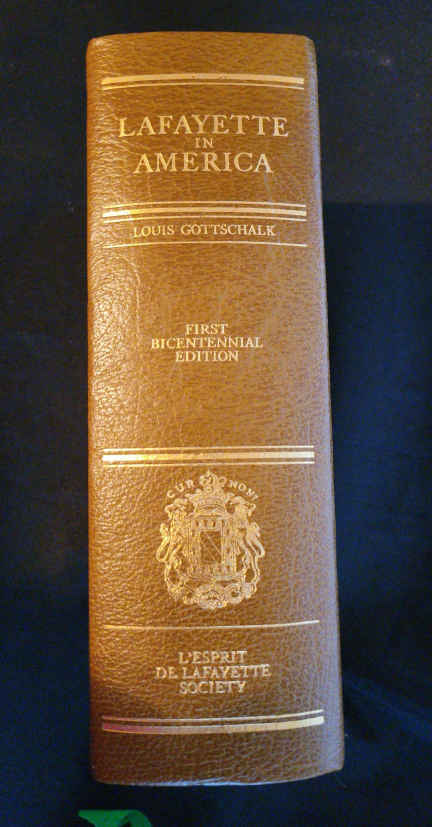 LAFAYETTE
IN
AMERICA
LOUIS GOTTSCHALK
FIRST
BICENTENNIAL
EDITION
CUR NON?
L'ESPRIT
DE LAFAYETTE
SOCIETY